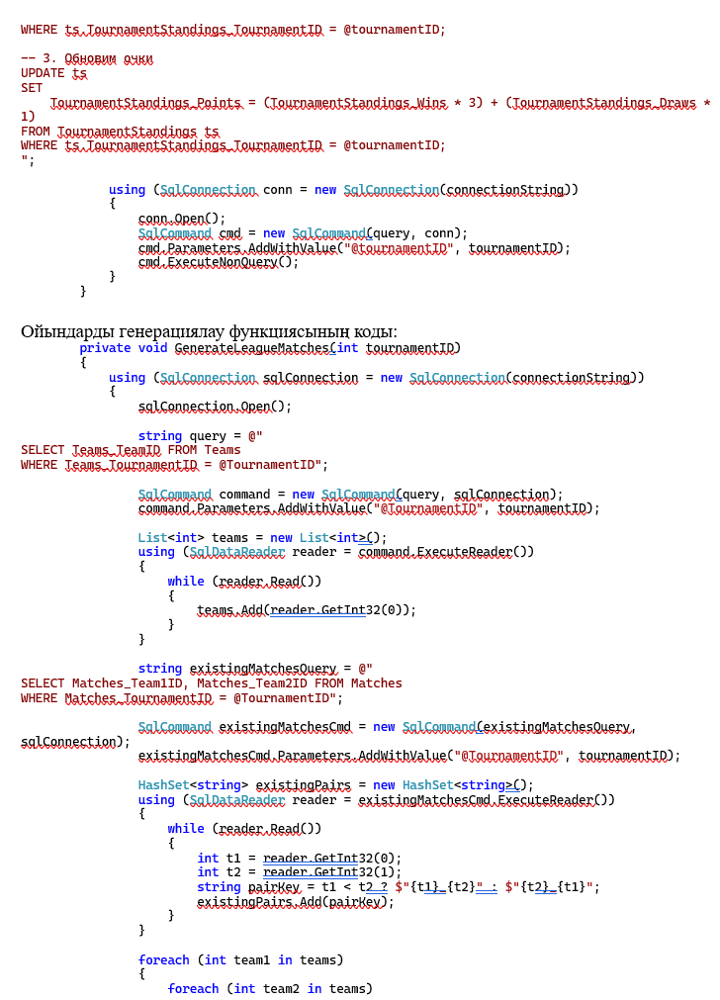 WHERE ts.TournamentStandings_TournamentID = @tournamentID;

-- 3. Обновим очки
UPDATE ts
SET
    TournamentStandings_Points = (TournamentStandings_Wins * 3) + (TournamentStandings_Draws *
1)
FROM TournamentStandings ts
WHERE ts.TournamentStandings_TournamentID = @tournamentID;
";

            using (SqlConnection conn = new SqlConnection(connectionString))
            {
                conn.Open();
                SqlCommand cmd = new SqlCommand(query, conn);
                cmd.Parameters.AddWithValue("@tournamentID", tournamentID);
                cmd.ExecuteNonQuery();
            }
        }

Ойындарды генерациялау функциясының коды:
        private void GenerateLeagueMatches(int tournamentID)
        {
            using (SqlConnection sqlConnection = new SqlConnection(connectionString))
            {
                sqlConnection.Open();

                string query = @"
SELECT Teams_TeamID FROM Teams
WHERE Teams_TournamentID = @TournamentID";

                SqlCommand command = new SqlCommand(query, sqlConnection);
                command.Parameters.AddWithValue("@TournamentID", tournamentID);

                List<int> teams = new List<int>();
                using (SqlDataReader reader = command.ExecuteReader())
                {
                    while (reader.Read())
                    {
                        teams.Add(reader.GetInt32(0));
                    }
                }

                string existingMatchesQuery = @"
SELECT Matches_Team1ID, Matches_Team2ID FROM Matches
WHERE Matches_TournamentID = @TournamentID";

                SqlCommand existingMatchesCmd = new SqlCommand(existingMatchesQuery,
sqlConnection);
                existingMatchesCmd.Parameters.AddWithValue("@TournamentID", tournamentID);

                HashSet<string> existingPairs = new HashSet<string>();
                using (SqlDataReader reader = existingMatchesCmd.ExecuteReader())
                {
                    while (reader.Read())
                    {
                        int t1 = reader.GetInt32(0);
                        int t2 = reader.GetInt32(1);
                        string pairKey = t1 < t2 ? $"{t1}_{t2}" : $"{t2}_{t1}";
                        existingPairs.Add(pairKey);
                    }
                }

                foreach (int team1 in teams)
                {
                    foreach (int team2 in teams)